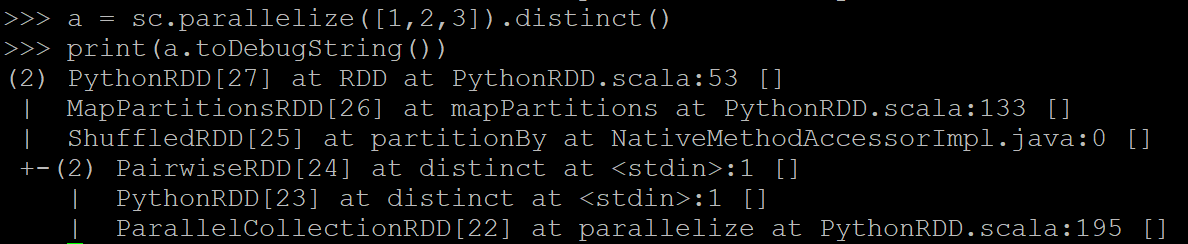 >>> a = sc.parallelize([1,2,3]).distinct()
>>> print(a.toDebugString())
(2) PythonRDD[27] at RDD at PythonRDD.scala:53 []
 |  MapPartitionsRDD[26] at mapPartitions at PythonRDD.scala:133 []
 |  ShuffledRDD[25] at partitionBy at NativeMethodAccessorImpl.java:0 []
 +-(2) PairwiseRDD[24] at distinct at <stdin>:1 []
    |  PythonRDD[23] at distinct at <stdin>:1 []
    |  ParallelCollectionRDD[22] at parallelize at PythonRDD.scala:195 []